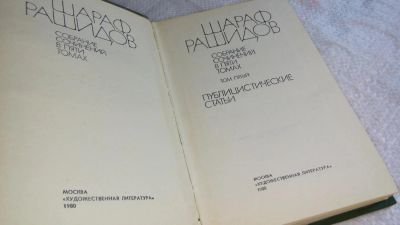 ШАРАФ
РАШИДОВ
СОБРАНИЕ
СОЧИНЕНИЙ
В ПЯТИ
ТОМАХ
МОСКВА
«ХУДОЖЕСТВЕННАЯ ЛИТЕРАТУРА»
1980
ШАРАФ
РАШИДОВ
СОБРАНИЕ
СОЧИНЕНИЙ
В ПЯТИ
ТОМАХ
ТОМ
ПУБЛИЦИСТИЧЕСКИЕ
СТАТЬИ
МОСКВА
«ХУДОЖЕСТВЕННАЯ ЛИТЕРАТУРА»
1980